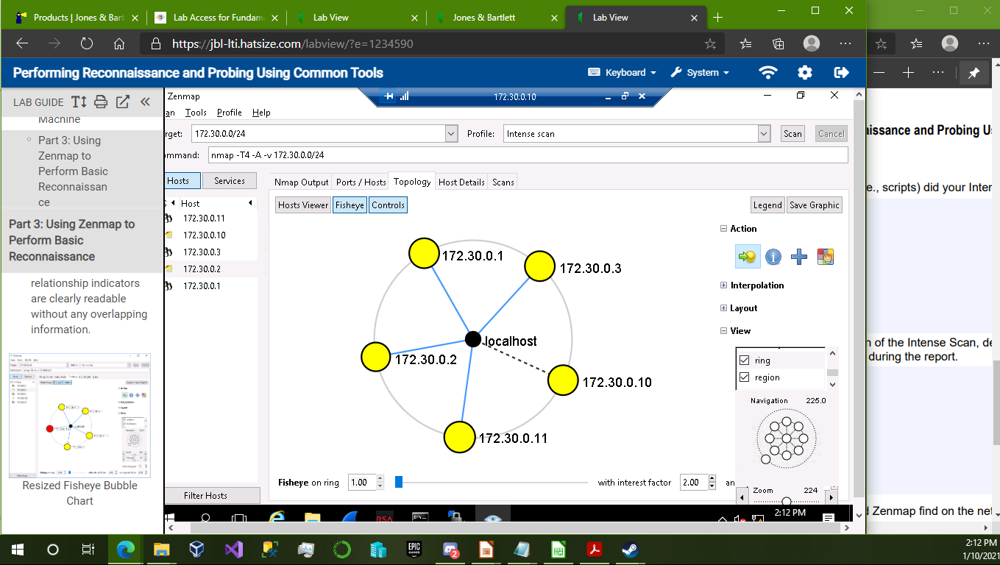 Products | Jones & Bart
Lab Access for Fundam
Lab View
Jones & Bartlett
Lab View
https://jbl-lti.hatsize.com/labview/?e=1234590
Performing Reconnaissance and Probing Using Common Tools
Keyboard
System
LAB GUIDE
Machine
Part 3: Using
Zenmap to
Perform Basic
Reconnaissan
ce
Part 3: Using Zenmap to
Perform Basic
Reconnaissance
relationship indicators
are clearly readable
without any overlapping
information.
Resized Fisheye Bubble
Chart
172.30.0.10
Zenmap
an Tools Profile Help
rget: 172.30.0.0/24 Profile: Intense scan Scan Cancel
mmand: nmap -T4 -A -v 172.30.0.0/24
Hosts Services
Nmap Output Ports / Hosts Topology Host Details Scans
S Host
172.30.0.11
172.30.0.10
172.30.0.3
172.30.0.2
172.30.0.1
Filter Hosts
Hosts Viewer Fisheye Controls Legend Save Graphic
172.30.0.1
172.30.0.3
localhost
172.30.0.2
172.30.0.10
172.30.0.11
Action
Interpolation
Layout
View
ring
region
Navigation 225.0
Zoom 224
Fisheye on ring 1.00 with interest factor 2.00 an
RSA
2:12 PM
aissance and Probing U
e., scripts) did your Inter
n of the Intense Scan, de
during the report.
d Zenmap find on the net
EPIC
GAMES
2
2:12 PM
1/10/2021